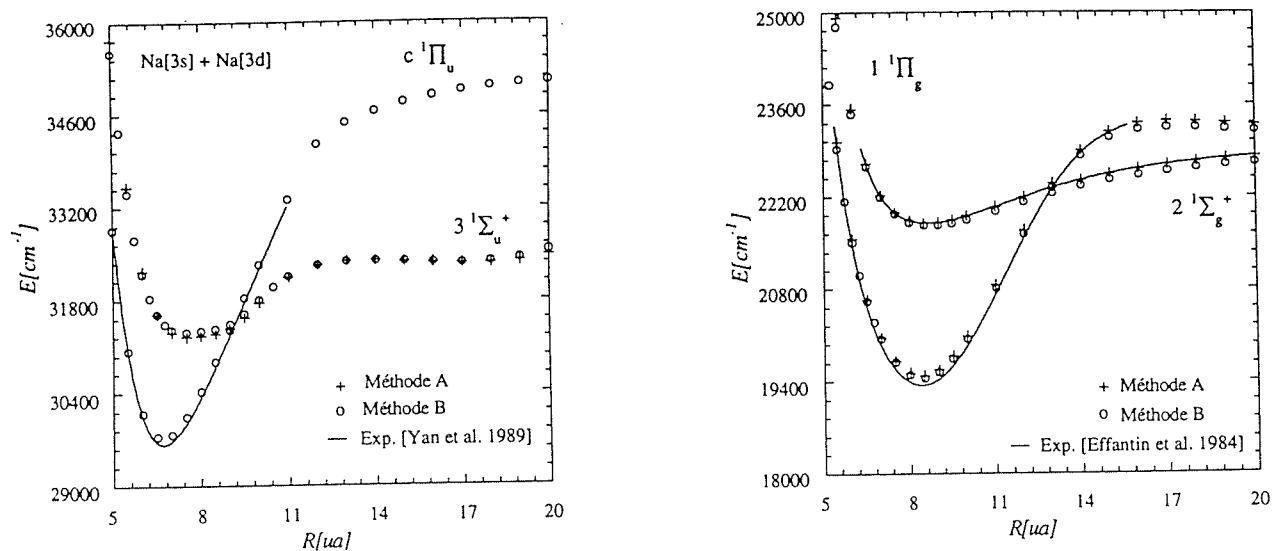 36000
34600
33200
31800
30400
29000
E[cm⁻¹]
Na[3s] + Na[3d]
c ¹Πᵤ
3 ¹Σᵤ⁺
+ Méthode A
o Méthode B
— Exp. [Yan et al. 1989]
5 8 11 14 17 20
R[ua]
25000
23600
22200
20800
19400
18000
E[cm⁻¹]
1 ¹Π_g
2 ¹Σ_g⁺
+ Méthode A
o Méthode B
— Exp. [Effantin et al. 1984]
5 8 11 14 17 20
R[ua]